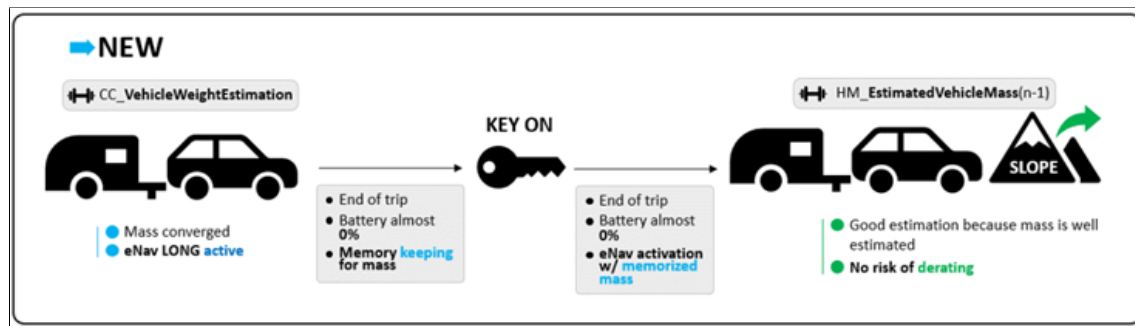 NEW
CC_VehicleWeightEstimation
Mass converged
eNav LONG active
End of trip
Battery almost
0%
Memory keeping
for mass
KEY ON
End of trip
Battery almost
0%
eNav activation
w/ memorized
mass
HM_EstimatedVehicleMass(n-1)
SLOPE
Good estimation because mass is well
estimated
No risk of derating